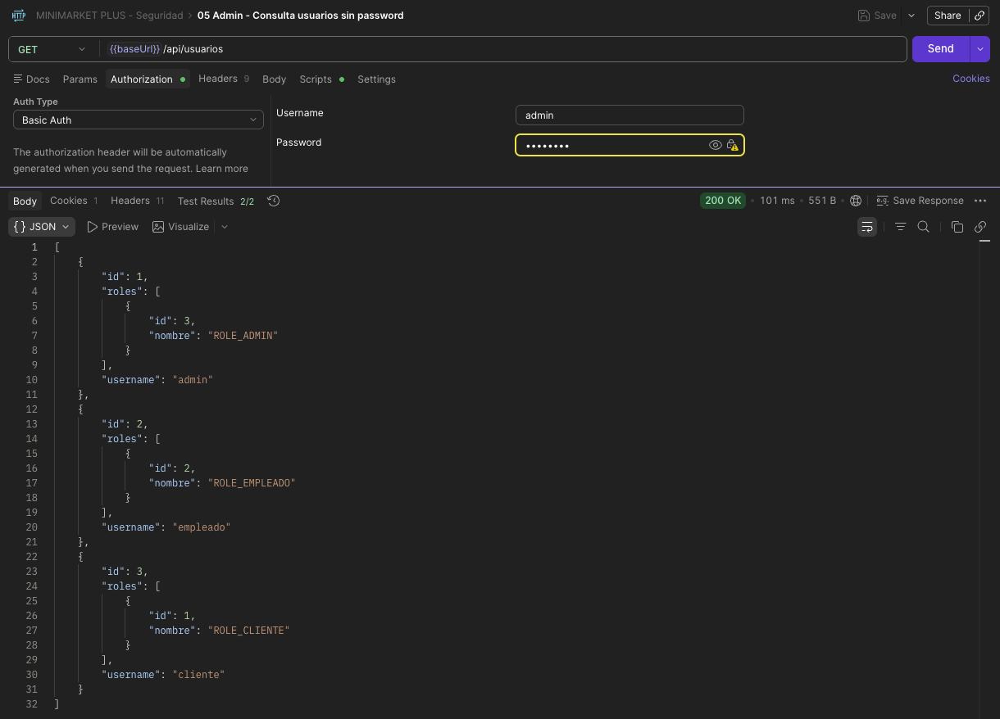 HTTP MINIMARKET PLUS - Seguridad > 05 Admin - Consulta usuarios sin password Save Share
GET {{baseUrl}}/api/usuarios Send
Docs Params Authorization Headers 9 Body Scripts Settings Cookies
Auth Type
Basic Auth
The authorization header will be automatically
generated when you send the request. Learn more
Username admin
Password ••••••••
Body Cookies 1 Headers 11 Test Results 2/2 200 OK • 101 ms • 551 B • e.g. Save Response •••
{} JSON Preview Visualize
1 [
2 {
3 "id": 1,
4 "roles": [
5 {
6 "id": 3,
7 "nombre": "ROLE_ADMIN"
8 }
9 ],
10 "username": "admin"
11 },
12 {
13 "id": 2,
14 "roles": [
15 {
16 "id": 2,
17 "nombre": "ROLE_EMPLEADO"
18 }
19 ],
20 "username": "empleado"
21 },
22 {
23 "id": 3,
24 "roles": [
25 {
26 "id": 1,
27 "nombre": "ROLE_CLIENTE"
28 }
29 ],
30 "username": "cliente"
31 }
32 ]